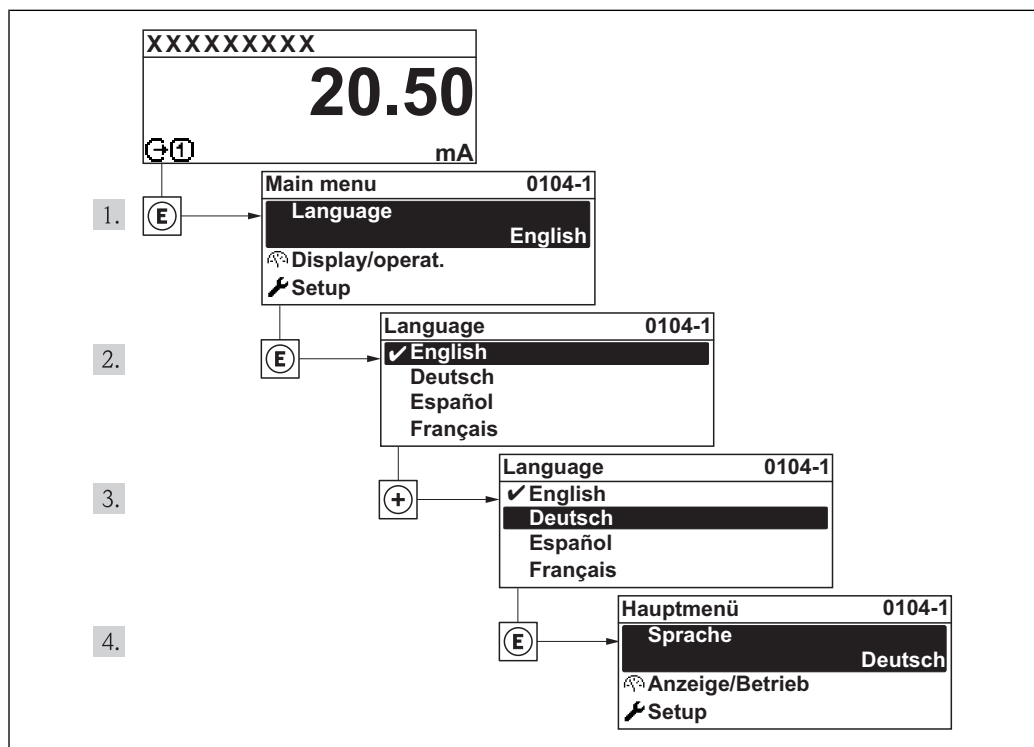 XXXXXXXXX
20.50
1 mA
Main menu 0104-1
1. E Language
English
Display/operat.
Setup
Language 0104-1
2. E ✔ English
Deutsch
Español
Français
Language 0104-1
3. + ✔ English
Deutsch
Español
Français
Hauptmenü 0104-1
4. E Sprache
Deutsch
Anzeige/Betrieb
Setup